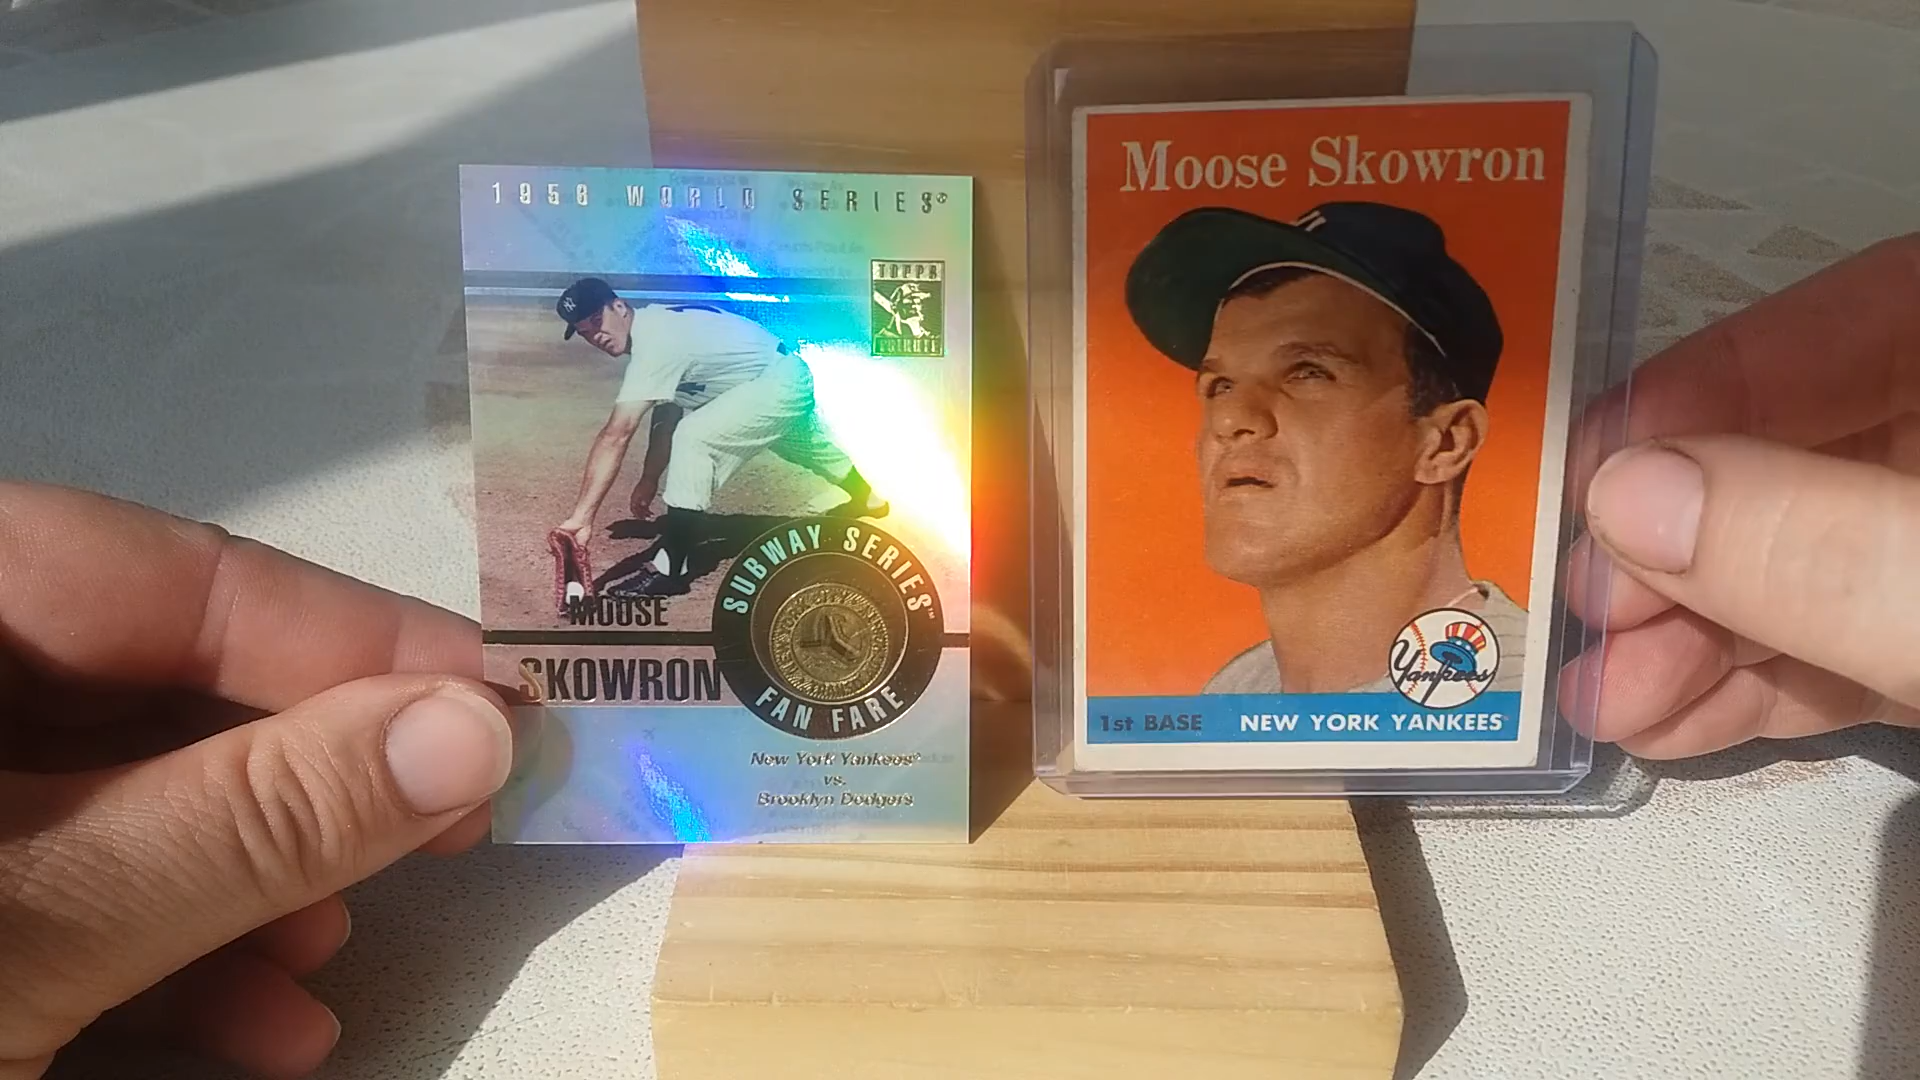 1956 WORLD SERIES®
TOPPS
TRIBUTE
SUBWAY SERIES™
FAN FARE
MOOSE
SKOWRON
New York Yankees®
vs.
Brooklyn Dodgers
Moose Skowron
Yankees
1st BASE NEW YORK YANKEES